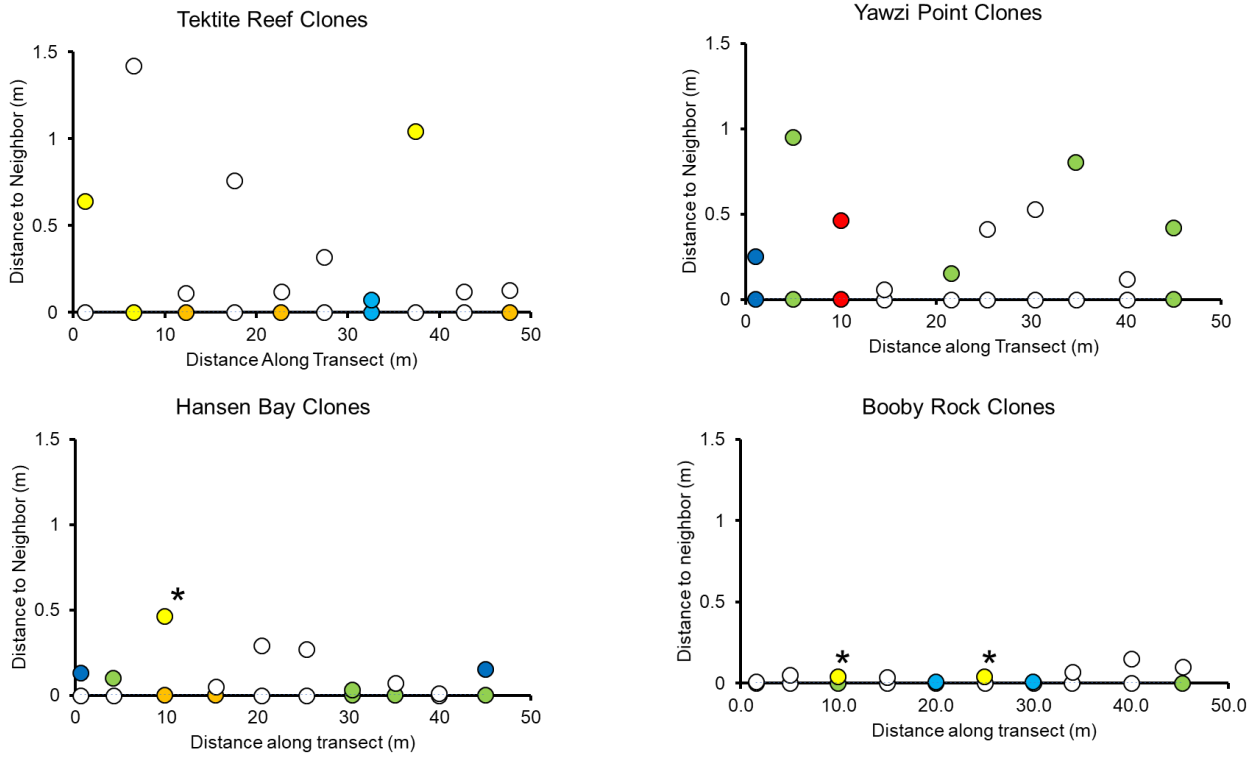 Tektite Reef Clones
1.5
1
0.5
0
Distance to Neighbor (m)
0 10 20 30 40 50
Distance Along Transect (m)
Yawzi Point Clones
1.5
1
0.5
0
Distance to Neighbor (m)
0 10 20 30 40 50
Distance along Transect (m)
Hansen Bay Clones
1.5
1
0.5
0
Distance to Neighbor (m)
*
0 10 20 30 40 50
Distance along transect (m)
Booby Rock Clones
1.5
1
0.5
0
Distance to neighbor (m)
* *
0.0 10.0 20.0 30.0 40.0 50.0
Distance along transect (m)